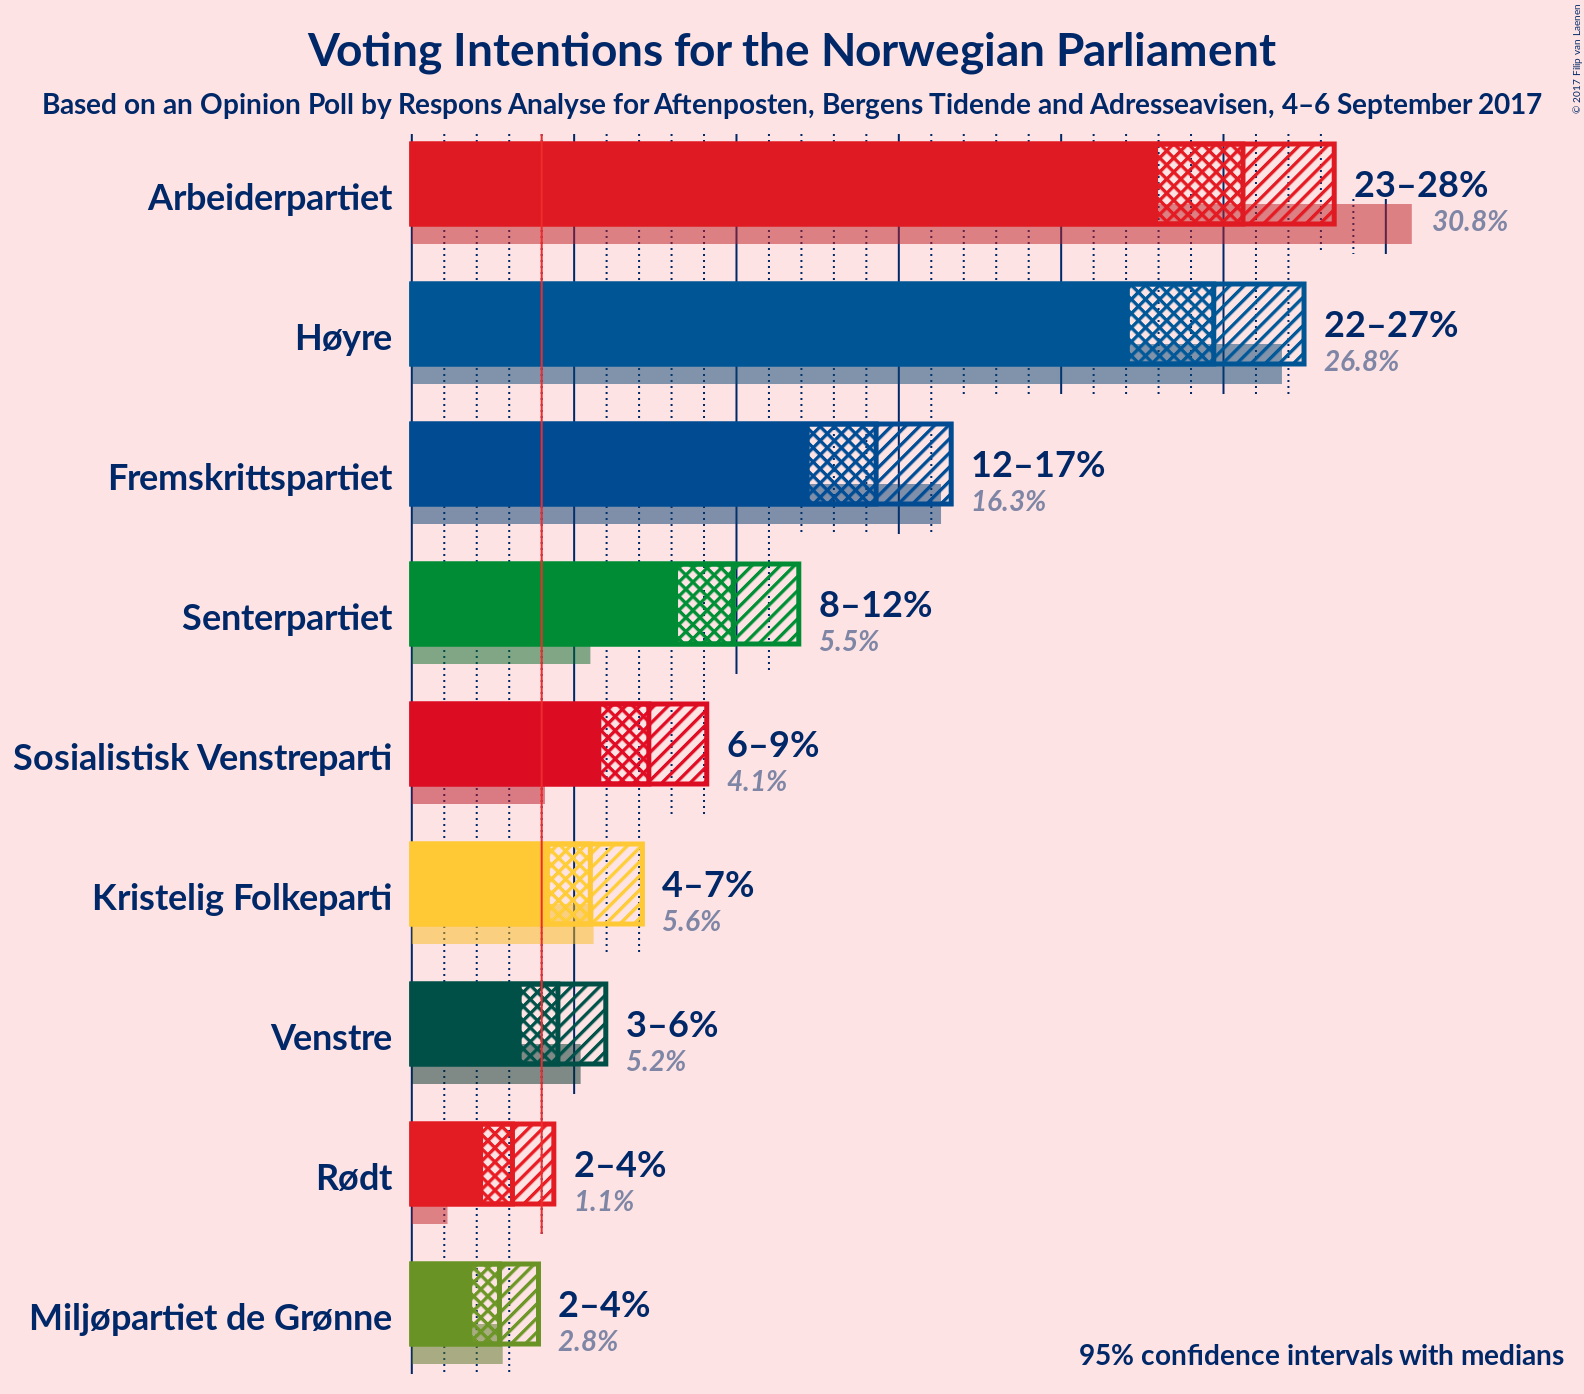 Voting Intentions for the Norwegian Parliament
Based on an Opinion Poll by Respons Analyse for Aftenposten, Bergens Tidende and Adresseavisen, 4–6 September 2017
© 2017 Filip van Laenen
Arbeiderpartiet
23–28%
30.8%
Høyre
22–27%
26.8%
Fremskrittspartiet
12–17%
16.3%
Senterpartiet
8–12%
5.5%
Sosialistisk Venstreparti
6–9%
4.1%
Kristelig Folkeparti
4–7%
5.6%
Venstre
3–6%
5.2%
Rødt
2–4%
1.1%
Miljøpartiet de Grønne
2–4%
2.8%
95% confidence intervals with medians